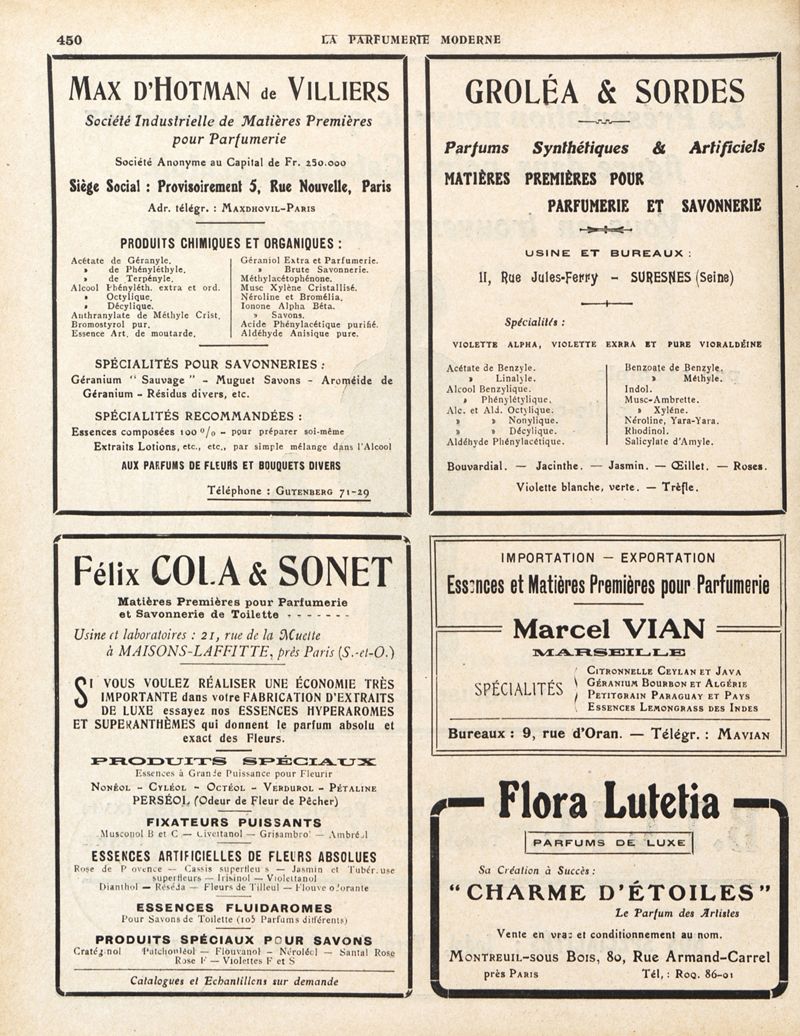 450
LA PARFUMERIE MODERNE
MAX D'HOTMAN de VILLIERS
Société Industrielle de Matières Premières
pour Parfumerie
Société Anonyme au Capital de Fr. 250.000
Siège Social : Provisoirement 5, Rue Nouvelle, Paris
Adr. télégr. : MAXDHOVIL-PARIS
PRODUITS CHIMIQUES ET ORGANIQUES :
Acétate de Géranyle.
» de Phényléthyle.
» de Terpényle.
Alcool Phényléth. extra et ord.
» Octylique.
» Décylique.
Anthranylate de Méthyle Crist.
Bromostyrol pur.
Essence Art. de moutarde.
Géraniol Extra et Parfumerie.
» Brute Savonnerie.
Méthylacétophénone.
Musc Xylène Cristallisé.
Néroline et Bromélia.
Ionone Alpha Bêta.
» Savons.
Acide Phénylacétique purifié.
Aldéhyde Anisique pure.
SPÉCIALITÉS POUR SAVONNERIES :
Géranium " Sauvage " - Muguet Savons - Aroméide de
Géranium - Résidus divers, etc.
SPÉCIALITÉS RECOMMANDÉES :
Essences composées 100 % - pour préparer soi-même
Extraits Lotions, etc., etc., par simple mélange dans l'Alcool
AUX PARFUMS DE FLEURS ET BOUQUETS DIVERS
Téléphone : GUTENBERG 71-29
GROLÉA & SORDES
Parfums Synthétiques & Artificiels
MATIÈRES PREMIÈRES POUR
PARFUMERIE ET SAVONNERIE
USINE ET BUREAUX :
11, Rue Jules-Ferry - SURESNES (Seine)
Spécialités :
VIOLETTE ALPHA, VIOLETTE EXRRA ET PURE VIORALDÉINE
Acétate de Benzyle.
» Linalyle.
Alcool Benzylique.
» Phénylétylique.
Alc. et Ald. Octylique.
» » Nonylique.
» » Décylique.
Aldéhyde Phénylacétique.
Benzoate de Benzyle.
» Méthyle.
Indol.
Musc-Ambrette.
» Xylène.
Néroline, Yara-Yara.
Rhodinol.
Salicylate d'Amyle.
Bouvardial. — Jacinthe. — Jasmin. — Œillet. — Roses.
Violette blanche, verte. — Trèfle.
Félix COLA & SONET
Matières Premières pour Parfumerie
et Savonnerie de Toilette - - - - - - -
Usine et laboratoires : 21, rue de la Muette
à MAISONS-LAFFITTE, près Paris (S.-et-O.)
SI VOUS VOULEZ RÉALISER UNE ÉCONOMIE TRÈS
IMPORTANTE dans votre FABRICATION D'EXTRAITS
DE LUXE essayez nos ESSENCES HYPERAROMES
ET SUPERANTHÈMES qui donnent le parfum absolu et
exact des Fleurs.
PRODUITS SPÉCIAUX
Essences à Grande Puissance pour Fleurir
NONÉOL - CYLÉOL - OCTÉOL - VERDUROL - PÉTALINE
PERSÉOL (Odeur de Fleur de Pêcher)
FIXATEURS PUISSANTS
Musconol B et C — Civettanol — Grisambrol — Ambréol
ESSENCES ARTIFICIELLES DE FLEURS ABSOLUES
Rose de Provence — Cassis superfleurs — Jasmin et Tubéreuse
superfleurs — Irisinol — Violettanol
Dianthol — Réséda — Fleurs de Tilleul — Flouve odorante
ESSENCES FLUIDAROMES
Pour Savons de Toilette (105 Parfums différents)
PRODUITS SPÉCIAUX POUR SAVONS
Cratéginol Patchouléol — Flouvanol — Néroléol — Santal Rose
Rose F — Violettes F et S
Catalogues et Echantillons sur demande
IMPORTATION — EXPORTATION
Essences et Matières Premières pour Parfumerie
Marcel VIAN
MARSEILLE
SPÉCIALITÉS
CITRONNELLE CEYLAN ET JAVA
GÉRANIUM BOURBON ET ALGÉRIE
PETITGRAIN PARAGUAY ET PAYS
ESSENCES LEMONGRASS DES INDES
Bureaux : 9, rue d'Oran. — Télégr. : MAVIAN
Flora Lutetia
PARFUMS DE LUXE
Sa Création à Succès :
"CHARME D'ÉTOILES"
Le Parfum des Artistes
Vente en vrac et conditionnement au nom.
MONTREUIL-SOUS BOIS, 80, RUE ARMAND-CARREL
près PARIS Tél, : ROQ. 86-01